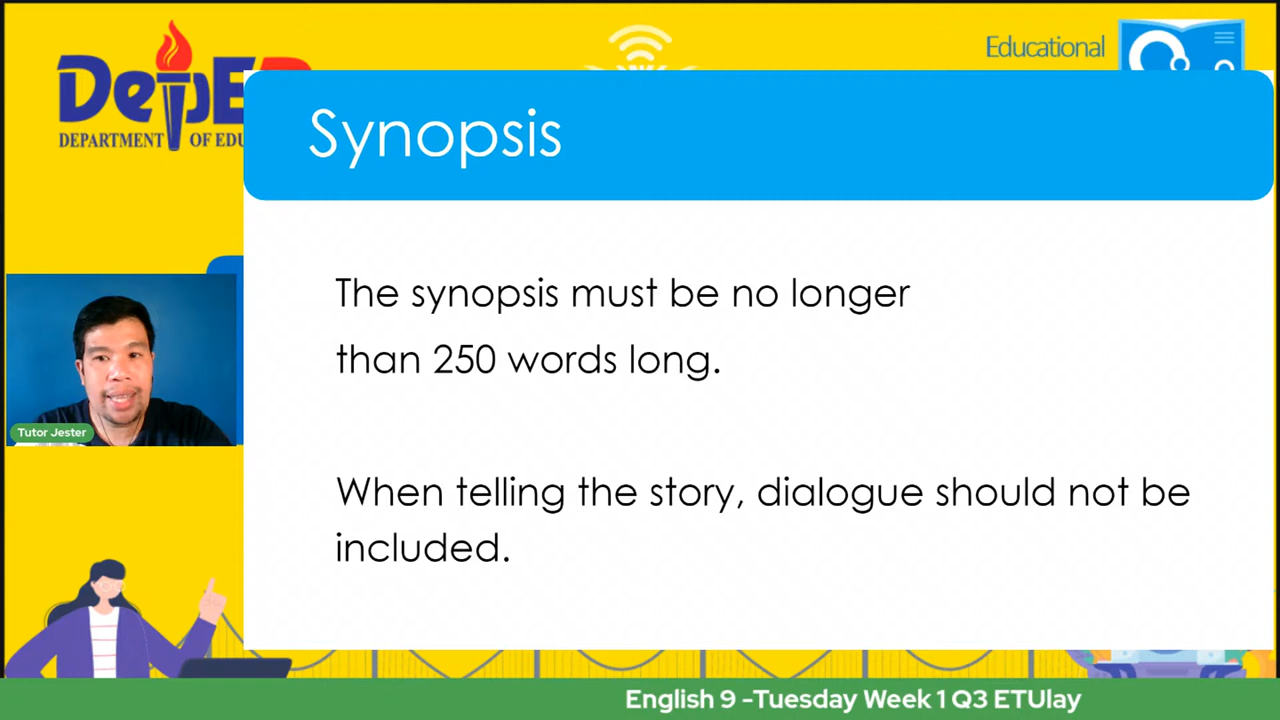 DepE
DEPARTMENT OF EDU
Educational
Synopsis
The synopsis must be no longer
than 250 words long.
When telling the story, dialogue should not be
included.
Tutor Jester
English 9 -Tuesday Week 1 Q3 ETUlay